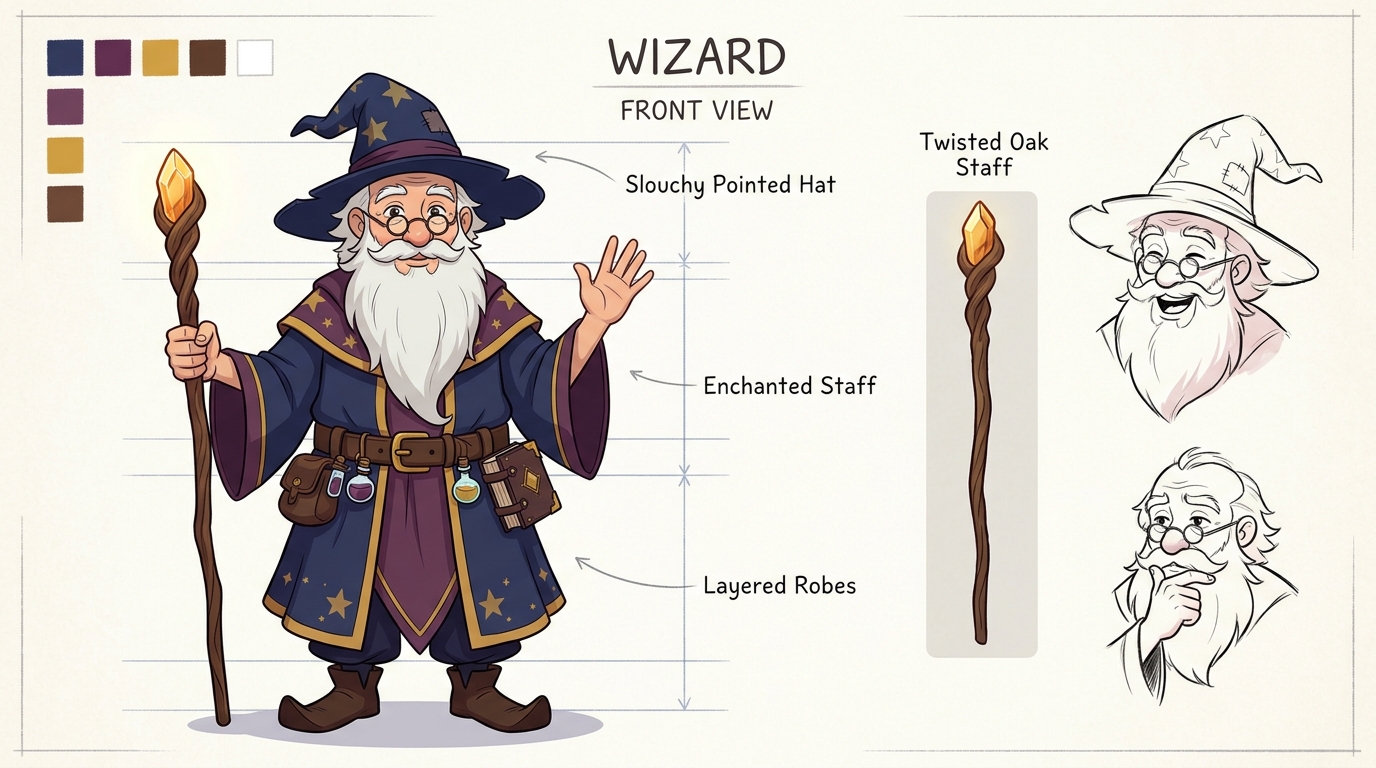 WIZARD
FRONT VIEW
Slouchy Pointed Hat
Enchanted Staff
Layered Robes
Twisted Oak
Staff